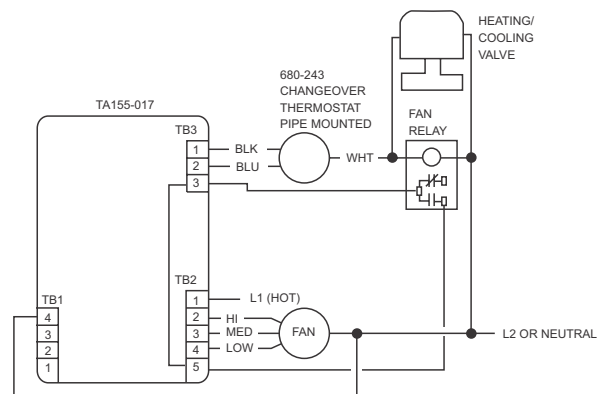 HEATING/
COOLING
VALVE
680-243
CHANGEOVER
THERMOSTAT
PIPE MOUNTED
TA155-017
FAN
RELAY
TB3
1 BLK
2 BLU
WHT
3
TB2
1 L1 (HOT)
TB1
4
2 HI
3
3 MED
FAN
L2 OR NEUTRAL
2
4 LOW
1
5